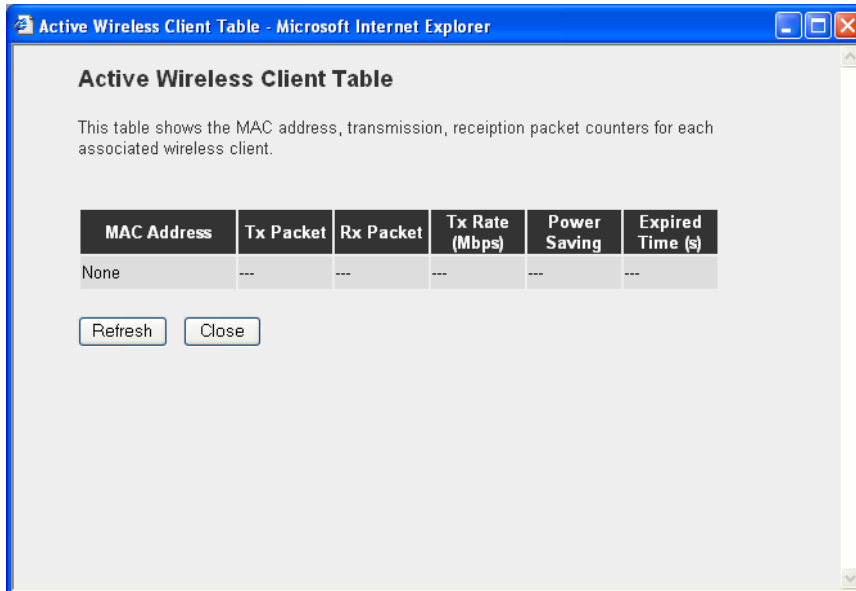 Active Wireless Client Table - Microsoft Internet Explorer
Active Wireless Client Table
This table shows the MAC address, transmission, receiption packet counters for each
associated wireless client.
MAC Address Tx Packet Rx Packet Tx Rate (Mbps) Power Saving Expired Time (s)
None --- --- --- --- ---
Refresh Close